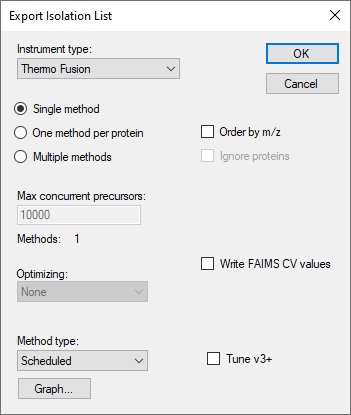 Export Isolation List
Instrument type:
Thermo Fusion
OK
Cancel
Single method
One method per protein
Multiple methods
Order by m/z
Ignore proteins
Max concurrent precursors:
10000
Methods: 1
Write FAIMS CV values
Optimizing:
None
Method type:
Scheduled
Tune v3+
Graph...